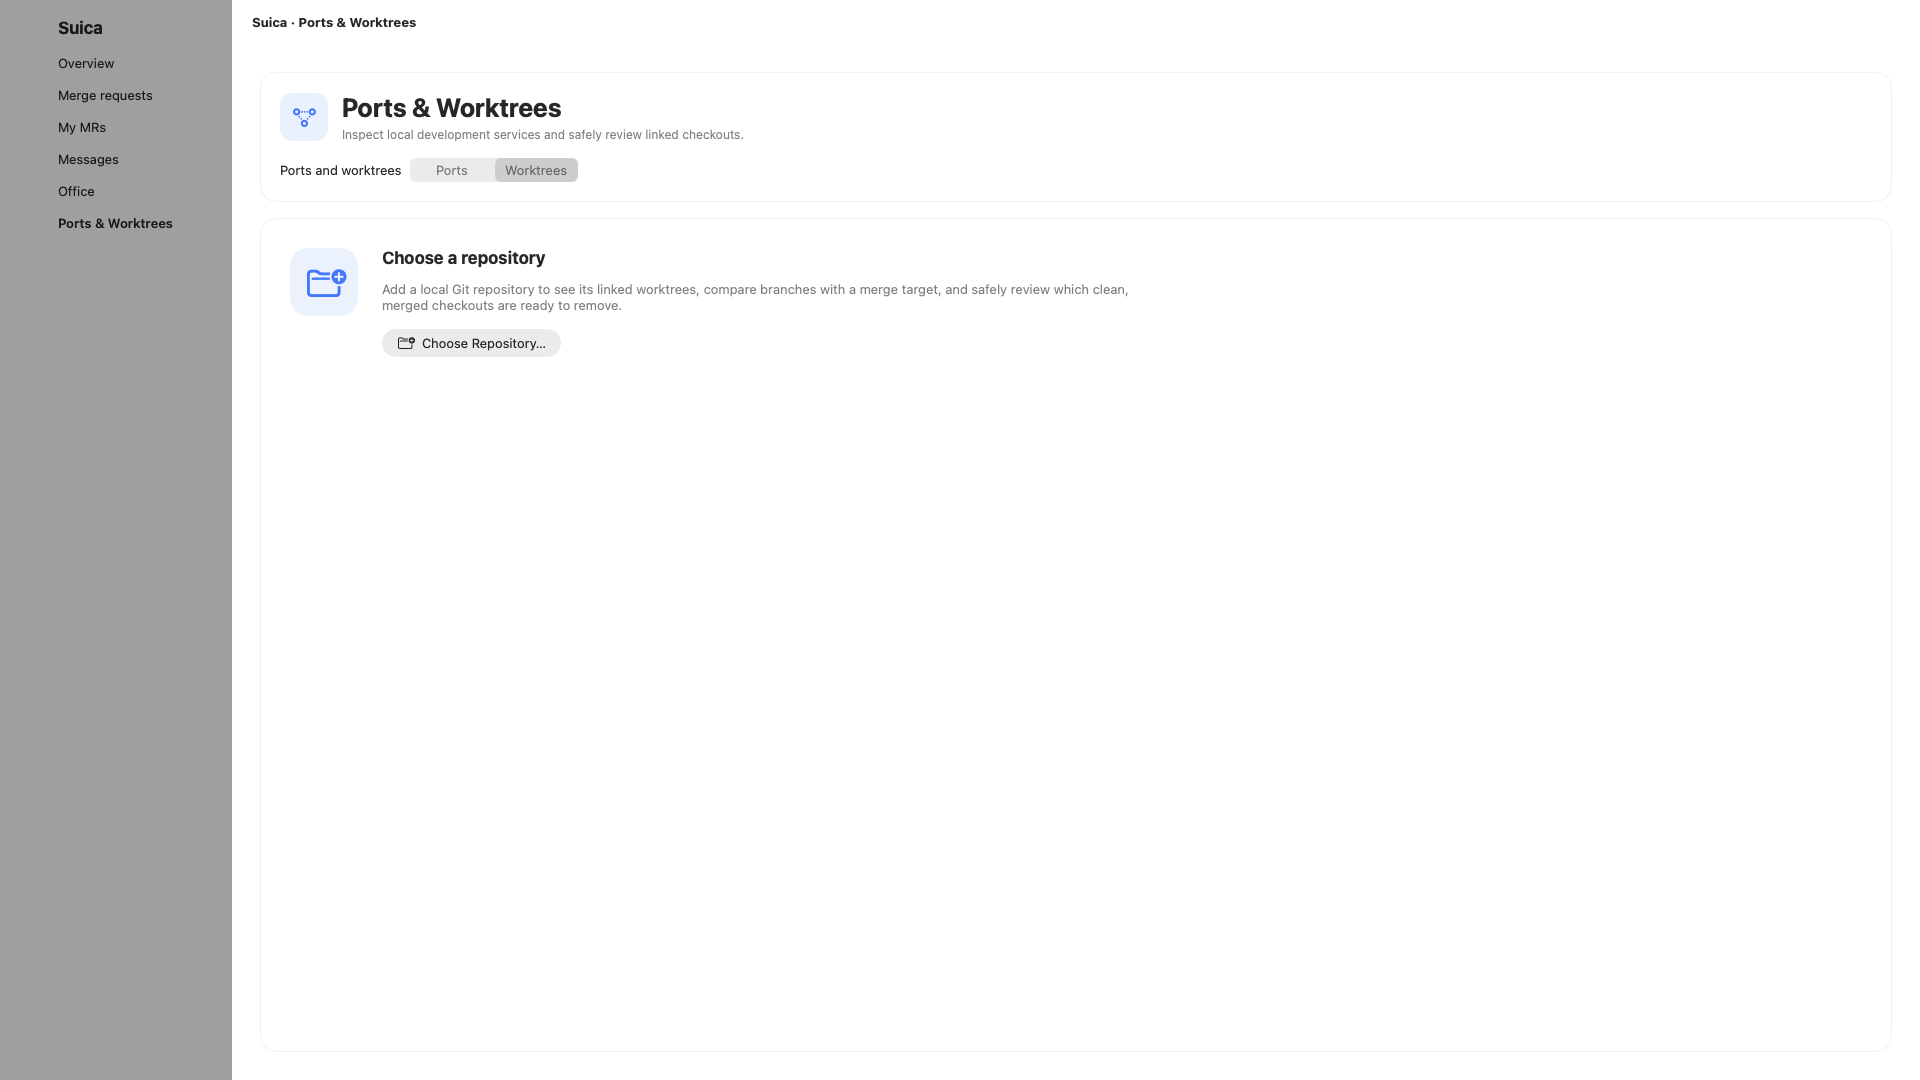 Suica
Overview
Merge requests
My MRs
Messages
Office
Ports & Worktrees
Suica · Ports & Worktrees
Ports & Worktrees
Inspect local development services and safely review linked checkouts.
Ports and worktrees
Ports
Worktrees
Choose a repository
Add a local Git repository to see its linked worktrees, compare branches with a merge target, and safely review which clean,
merged checkouts are ready to remove.
Choose Repository...